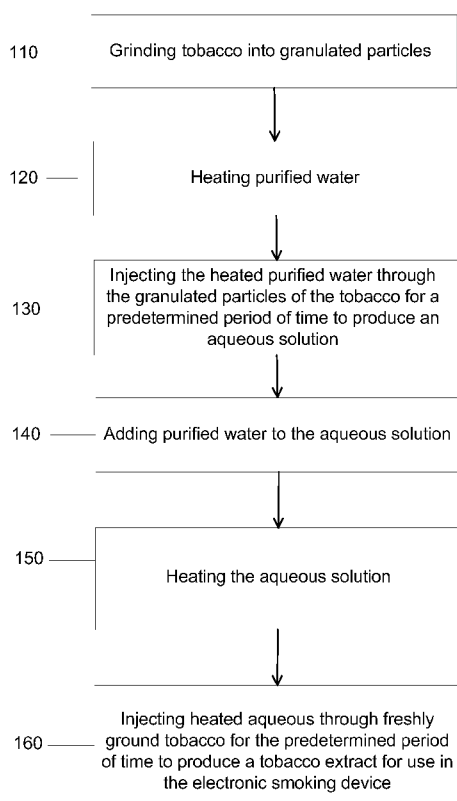 110
Grinding tobacco into granulated particles
120
Heating purified water
130
Injecting the heated purified water through
the granulated particles of the tobacco for a
predetermined period of time to produce an
aqueous solution
140
Adding purified water to the aqueous solution
150
Heating the aqueous solution
160
Injecting heated aqueous through freshly
ground tobacco for the predetermined period
of time to produce a tobacco extract for use in
the electronic smoking device